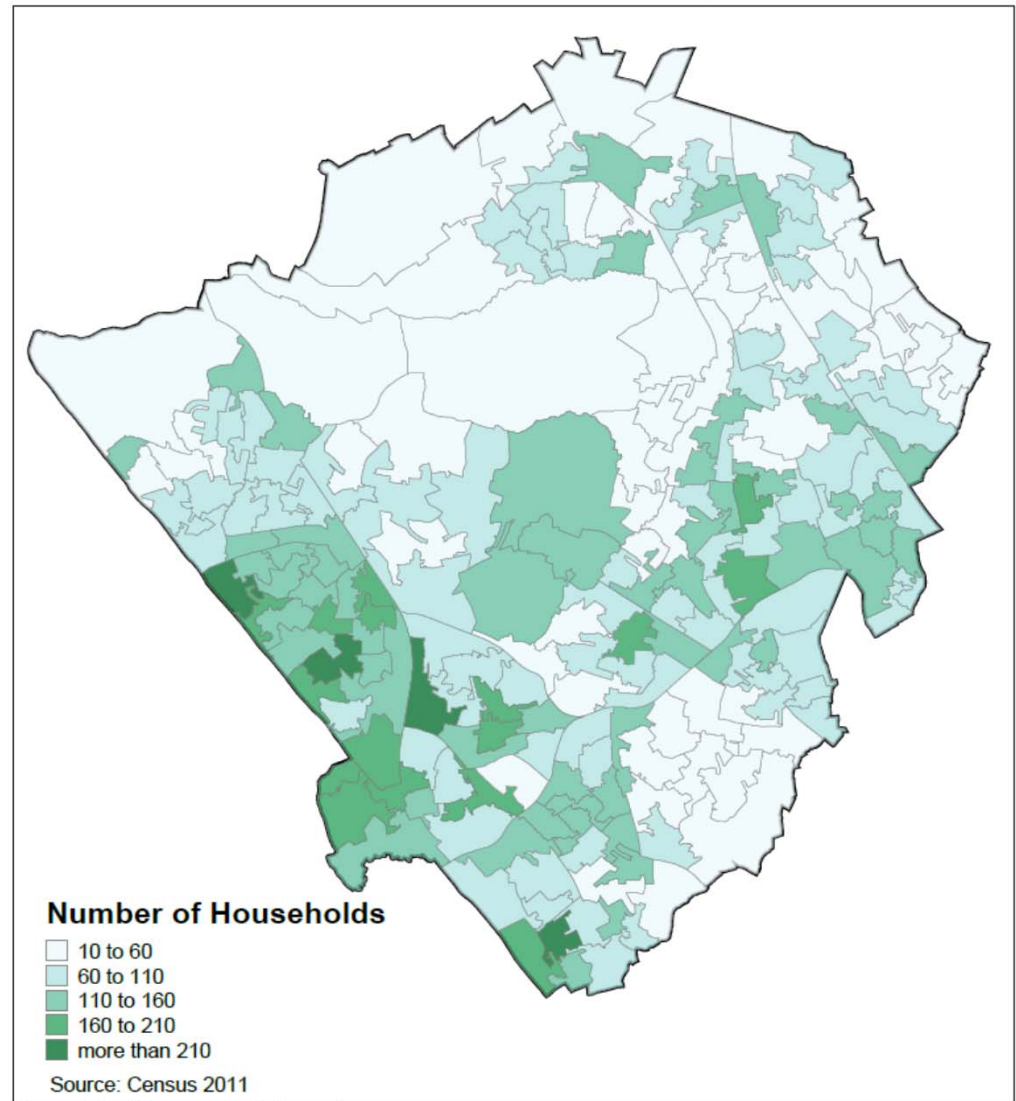 Number of Households
10 to 60
60 to 110
110 to 160
160 to 210
more than 210
Source: Census 2011